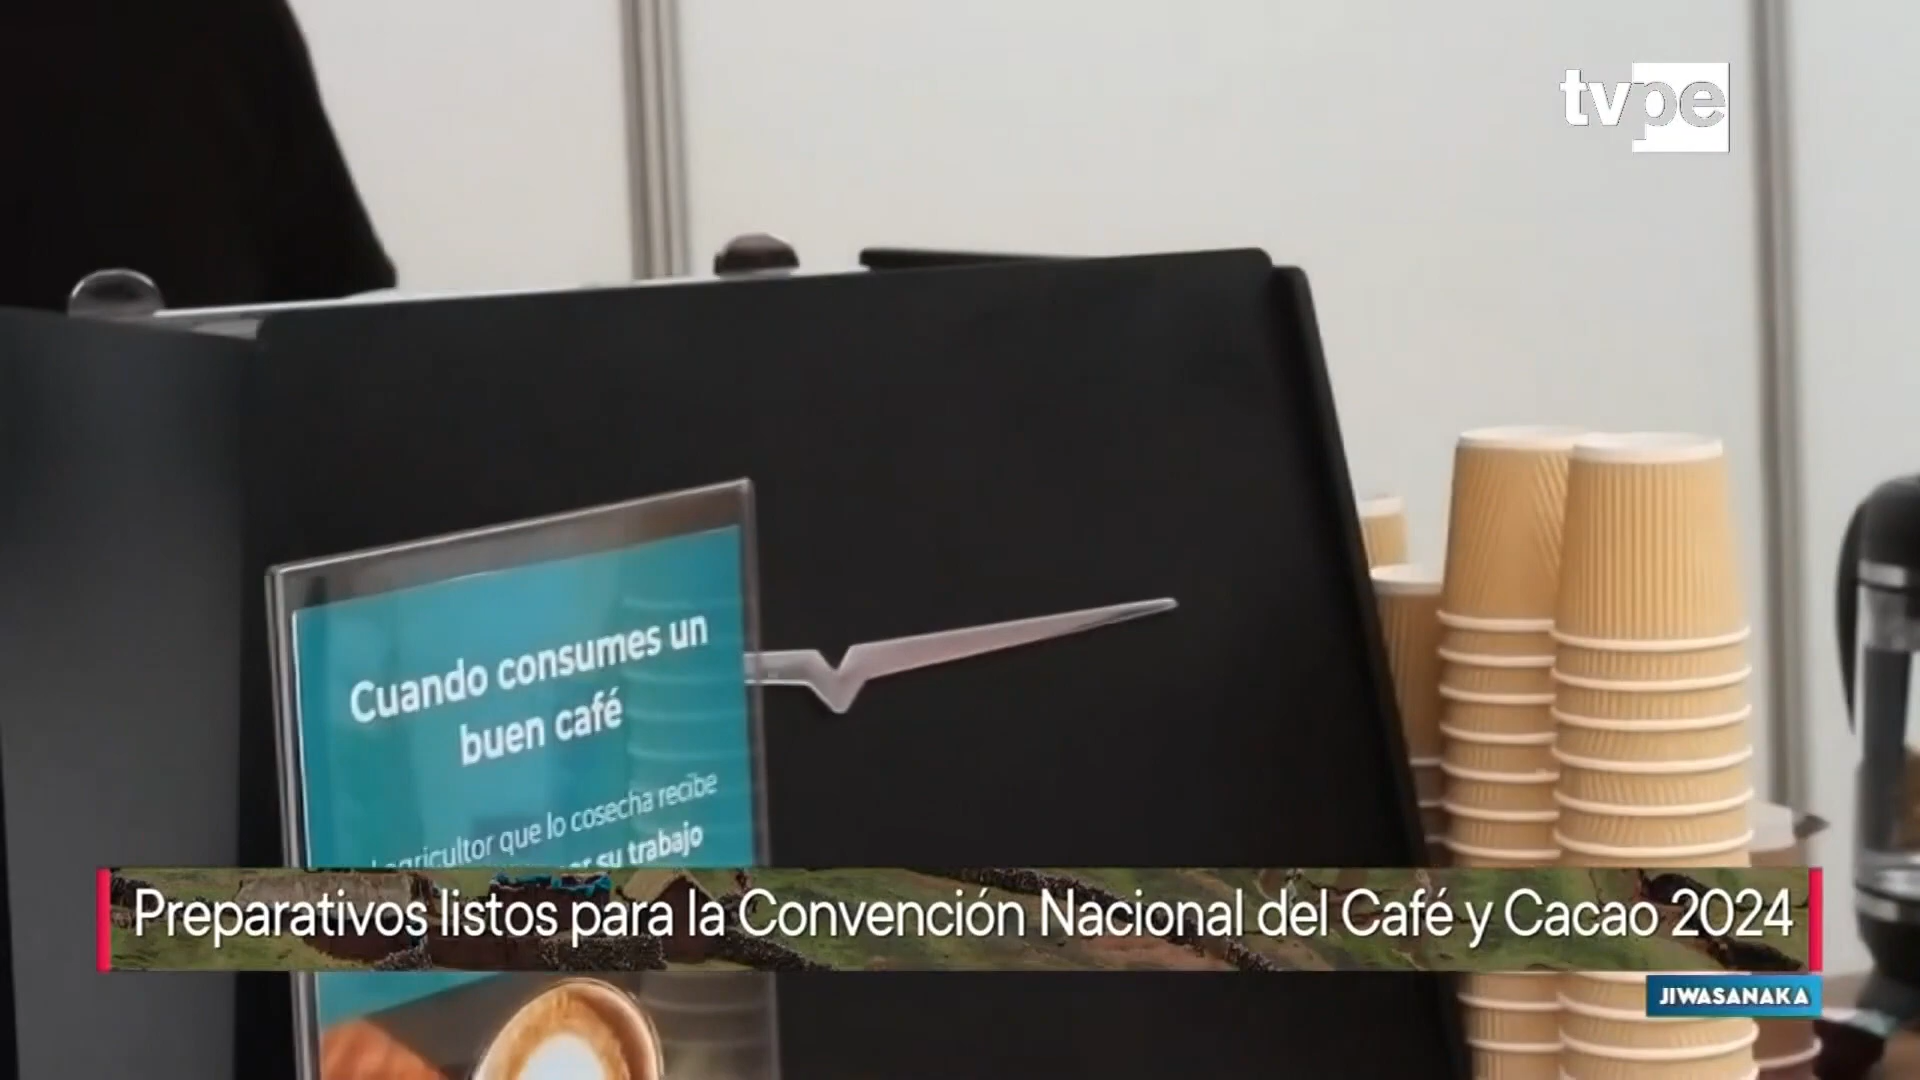 tvpe
Cuando consumes un
buen café
agricultor que lo cosecha recibe
su trabajo
Preparativos listos para la Convención Nacional del Café y Cacao 2024
JIWASANAKA